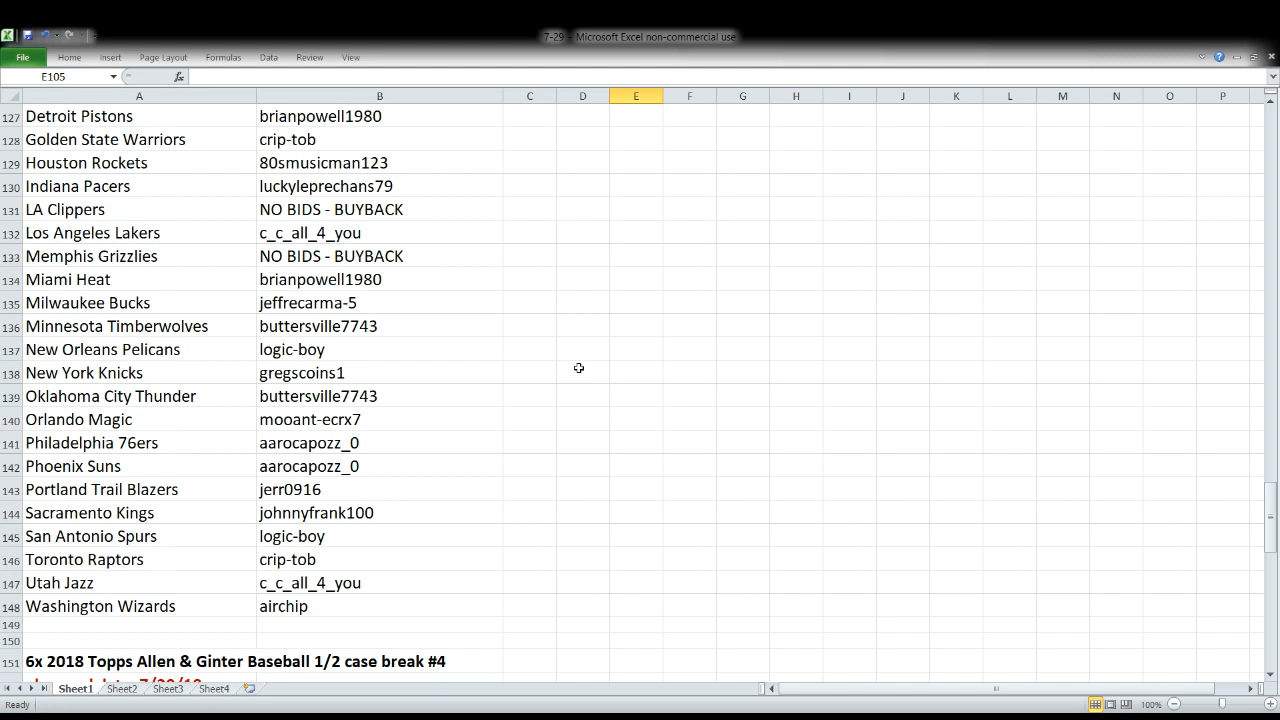 7-29 - Microsoft Excel non-commercial use
File Home Insert Page Layout Formulas Data Review View
E105 fx
A B C D E F G H I J K L M N O P
127 Detroit Pistons brianpowell1980
128 Golden State Warriors crip-tob
129 Houston Rockets 80smusicman123
130 Indiana Pacers luckyleprechans79
131 LA Clippers NO BIDS - BUYBACK
132 Los Angeles Lakers c_c_all_4_you
133 Memphis Grizzlies NO BIDS - BUYBACK
134 Miami Heat brianpowell1980
135 Milwaukee Bucks jeffrecarma-5
136 Minnesota Timberwolves buttersville7743
137 New Orleans Pelicans logic-boy
138 New York Knicks gregscoins1
139 Oklahoma City Thunder buttersville7743
140 Orlando Magic mooant-ecrx7
141 Philadelphia 76ers aarocapozz_0
142 Phoenix Suns aarocapozz_0
143 Portland Trail Blazers jerr0916
144 Sacramento Kings johnnyfrank100
145 San Antonio Spurs logic-boy
146 Toronto Raptors crip-tob
147 Utah Jazz c_c_all_4_you
148 Washington Wizards airchip
149
150
151 6x 2018 Topps Allen & Ginter Baseball 1/2 case break #4
Sheet1 Sheet2 Sheet3 Sheet4
Ready 100%